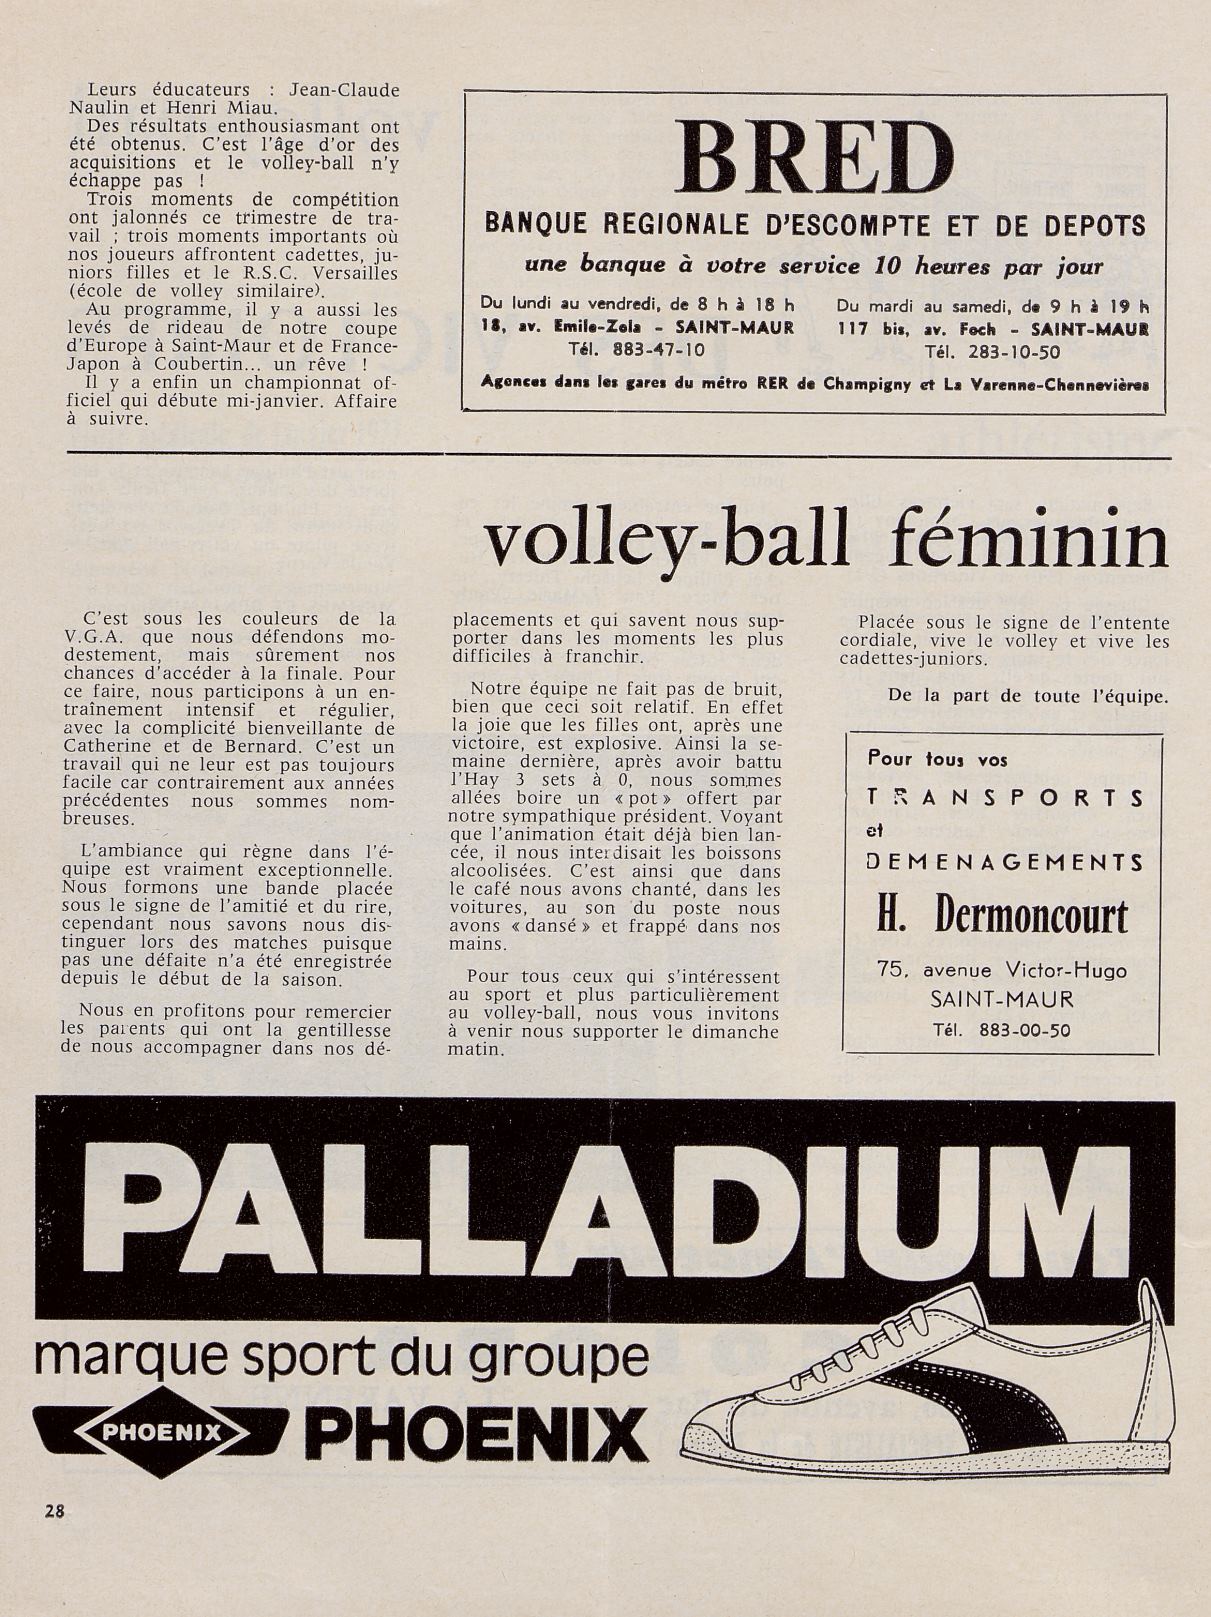 Leurs éducateurs : Jean-Claude
Naulin et Henri Miau.
Des résultats enthousiasmant ont
été obtenus. C'est l'âge d'or des
acquisitions et le volley-ball n'y
échappe pas !
Trois moments de compétition
ont jalonnés ce trimestre de tra-
vail ; trois moments importants où
nos joueurs affrontent cadettes, ju-
niors filles et le R.S.C. Versailles
(école de volley similaire).
Au programme, il y a aussi les
levés de rideau de notre coupe
d'Europe à Saint-Maur et de France-
Japon à Coubertin... un rêve !
Il y a enfin un championnat of-
ficiel qui débute mi-janvier. Affaire
à suivre.
BRED
BANQUE REGIONALE D'ESCOMPTE ET DE DEPOTS
une banque à votre service 10 heures par jour
Du lundi au vendredi, de 8 h à 18 h
18, av. Emile-Zola - SAINT-MAUR
Tél. 883-47-10
Du mardi au samedi, de 9 h à 19 h
117 bis, av. Foch - SAINT-MAUR
Tél. 283-10-50
Agences dans les gares du métro RER de Champigny et La Varenne-Chennevières
volley-ball féminin
C'est sous les couleurs de la
V.G.A. que nous défendons mo-
destement, mais sûrement nos
chances d'accéder à la finale. Pour
ce faire, nous participons à un en-
traînement intensif et régulier,
avec la complicité bienveillante de
Catherine et de Bernard. C'est un
travail qui ne leur est pas toujours
facile car contrairement aux années
précédentes nous sommes nom-
breuses.
L'ambiance qui règne dans l'é-
quipe est vraiment exceptionnelle.
Nous formons une bande placée
sous le signe de l'amitié et du rire,
cependant nous savons nous dis-
tinguer lors des matches puisque
pas une défaite n'a été enregistrée
depuis le début de la saison.
Nous en profitons pour remercier
les parents qui ont la gentillesse
de nous accompagner dans nos dé-
placements et qui savent nous sup-
porter dans les moments les plus
difficiles à franchir.
Notre équipe ne fait pas de bruit,
bien que ceci soit relatif. En effet
la joie que les filles ont, après une
victoire, est explosive. Ainsi la se-
maine dernière, après avoir battu
l'Hay 3 sets à 0, nous sommes
allées boire un « pot » offert par
notre sympathique président. Voyant
que l'animation était déjà bien lan-
cée, il nous interdisait les boissons
alcoolisées. C'est ainsi que dans
le café nous avons chanté, dans les
voitures, au son du poste nous
avons « dansé » et frappé dans nos
mains.
Pour tous ceux qui s'intéressent
au sport et plus particulièrement
au volley-ball, nous vous invitons
à venir nous supporter le dimanche
matin.
Placée sous le signe de l'entente
cordiale, vive le volley et vive les
cadettes-juniors.
De la part de toute l'équipe.
Pour tous vos
TRANSPORTS
et
DEMENAGEMENTS
H. Dermoncourt
75, avenue Victor-Hugo
SAINT-MAUR
Tél. 883-00-50
PALLADIUM
marque sport du groupe
PHOENIX PHOENIX
28